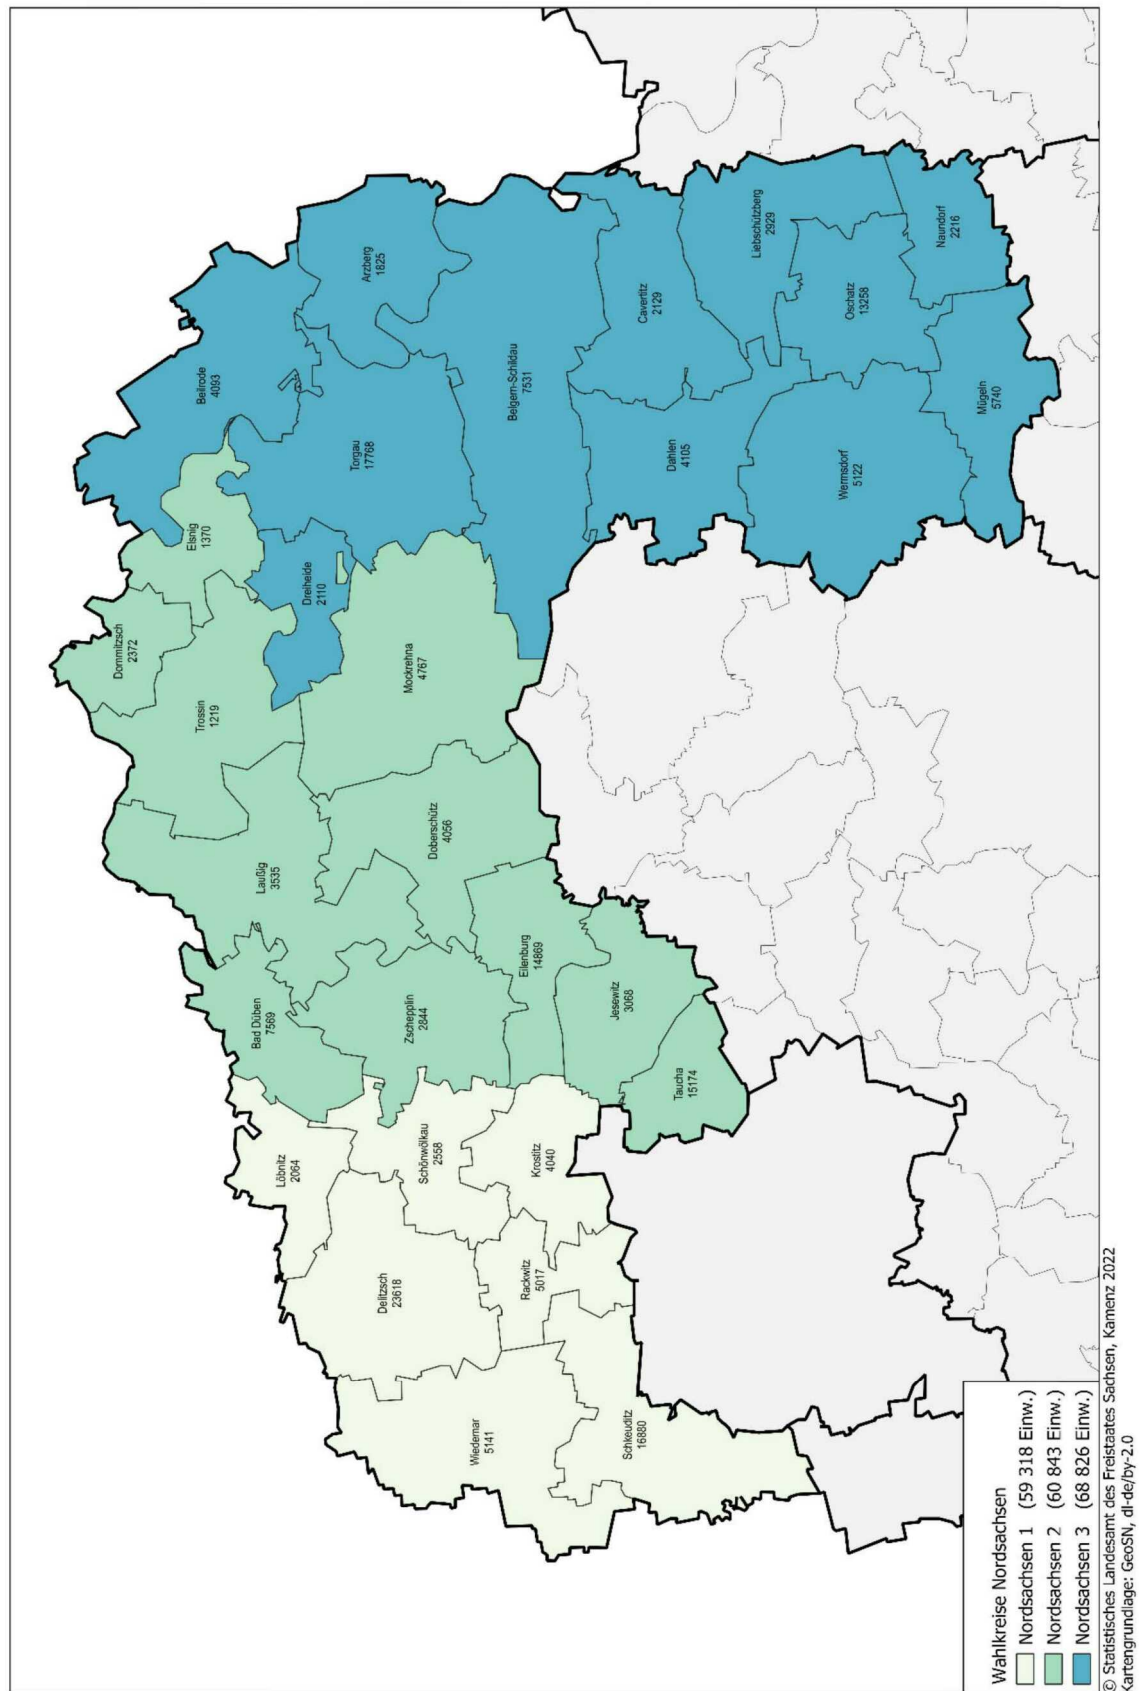 Wiedemar
5141
Schkeuditz
16880
Delitzsch
23618
Rackwitz
5017
Löbnitz
2064
Schönwölkau
2558
Krostitz
4040
Bad Düben
7569
Zschepplin
2844
Eilenburg
14869
Jesewitz
3068
Taucha
15174
Laußig
3535
Doberschütz
4056
Trossin
1219
Dommitzsch
2372
Mockrehna
4767
Elsnig
1370
Dreiheide
2110
Beilrode
4093
Torgau
17768
Arzberg
1825
Belgern-Schildau
7531
Dahlen
4105
Cavertitz
2129
Wermsdorf
5122
Liebschützberg
2929
Oschatz
13258
Mügeln
5740
Naundorf
2216
Wahlkreise Nordsachsen
Nordsachsen 1 (59 318 Einw.)
Nordsachsen 2 (60 843 Einw.)
Nordsachsen 3 (68 826 Einw.)
© Statistisches Landesamt des Freistaates Sachsen, Kamenz 2022
Kartengrundlage: GeoSN, dl-de/by-2.0